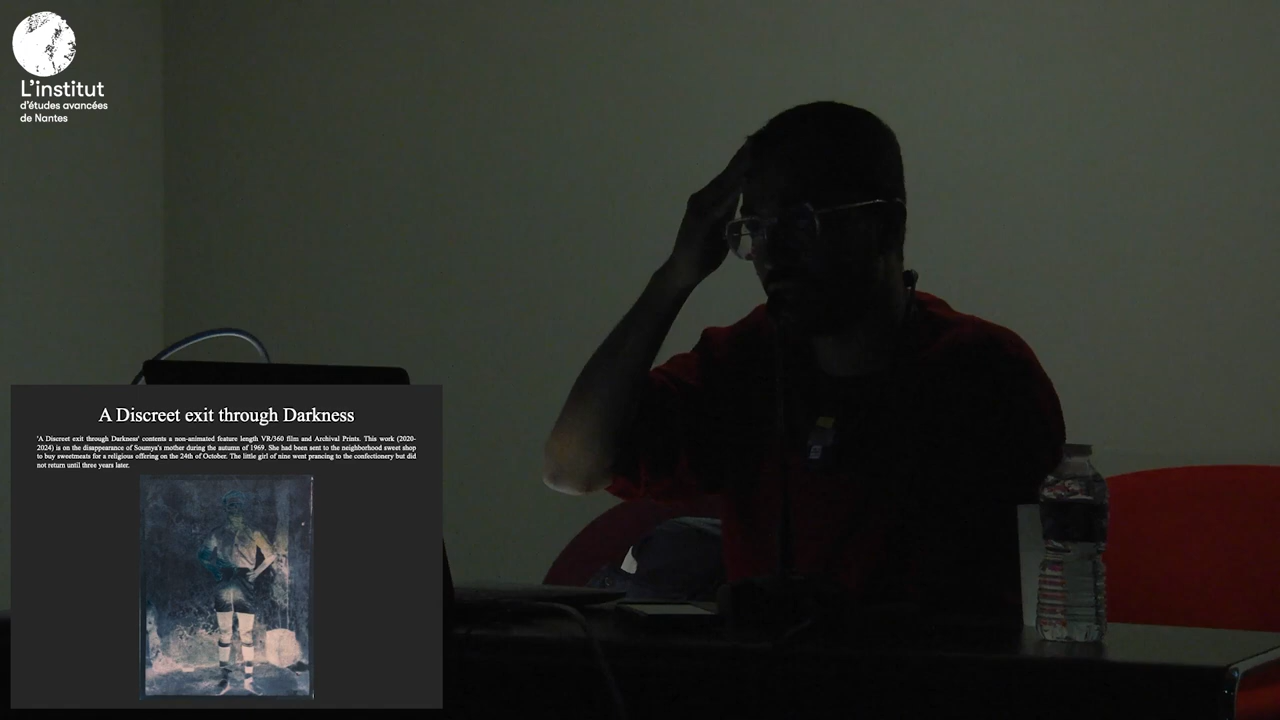 L'institut
d'études avancées
de Nantes
A Discreet exit through Darkness
'A Discreet exit through Darkness' contents a non-animated feature length VR/360 film and Archival Prints. This work (2020-
2024) is on the disappearance of Soumya's mother during the autumn of 1969. She had been sent to the neighborhood sweet shop
to buy sweetmeats for a religious offering on the 24th of October. The little girl of nine went prancing to the confectionery but did
not return until three years later.